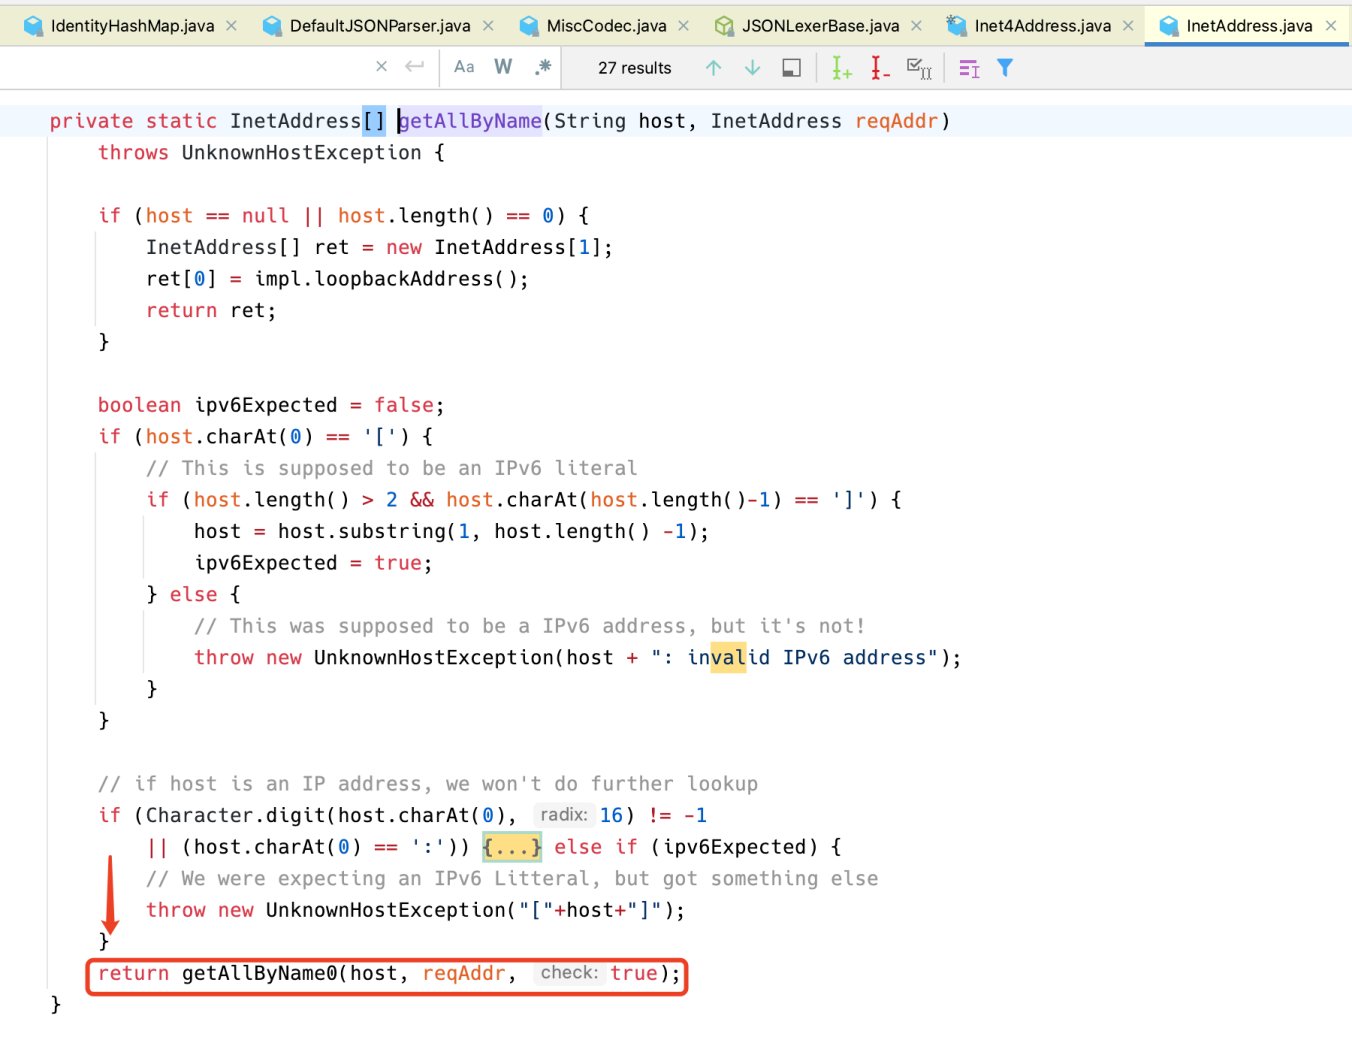 IdentityHashMap.java × DefaultJSONParser.java × MiscCodec.java × JSONLexerBase.java × Inet4Address.java × InetAddress.java ×
× Aa W .* 27 results
private static InetAddress[] getAllByName(String host, InetAddress reqAddr)
throws UnknownHostException {
if (host == null || host.length() == 0) {
InetAddress[] ret = new InetAddress[1];
ret[0] = impl.loopbackAddress();
return ret;
}
boolean ipv6Expected = false;
if (host.charAt(0) == '[') {
// This is supposed to be an IPv6 literal
if (host.length() > 2 && host.charAt(host.length()-1) == ']') {
host = host.substring(1, host.length() -1);
ipv6Expected = true;
} else {
// This was supposed to be a IPv6 address, but it's not!
throw new UnknownHostException(host + ": invalid IPv6 address");
}
}
// if host is an IP address, we won't do further lookup
if (Character.digit(host.charAt(0), radix: 16) != -1
|| (host.charAt(0) == ':')) {...} else if (ipv6Expected) {
// We were expecting an IPv6 Litteral, but got something else
throw new UnknownHostException("["+host+"]");
}
return getAllByName0(host, reqAddr, check: true);
}